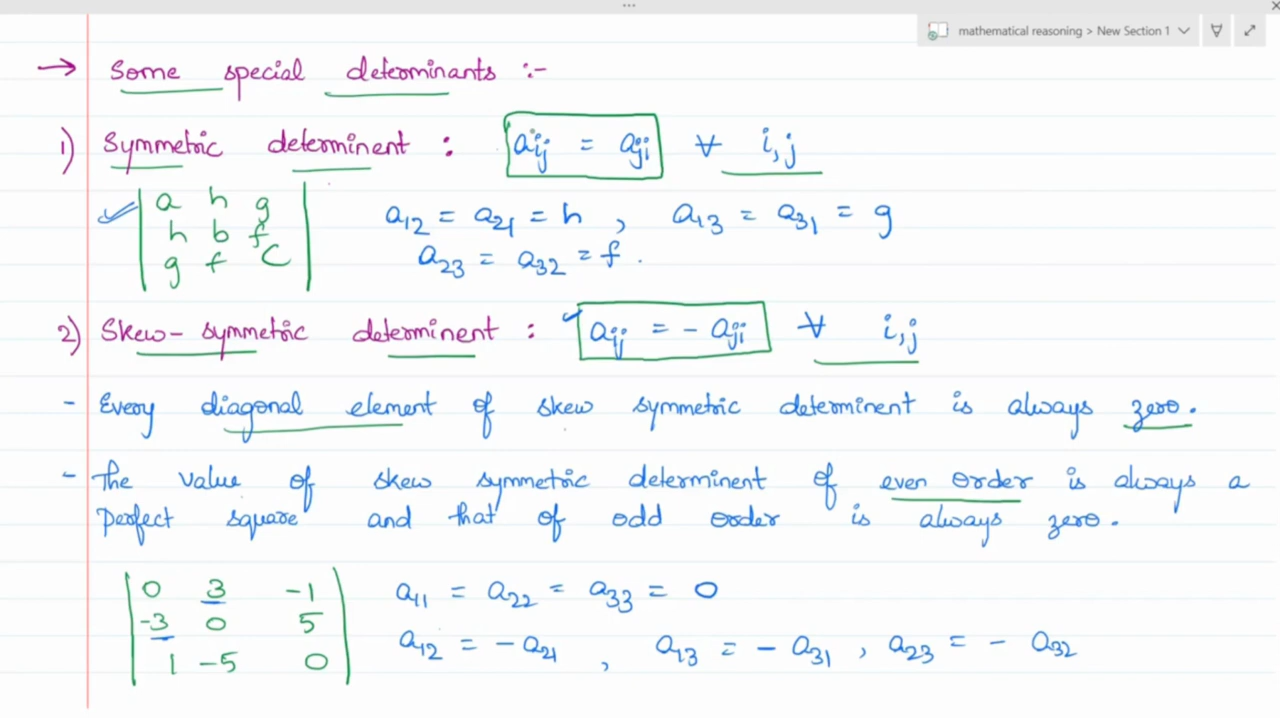 mathematical reasoning > New Section 1
→ Some special determinants :-
1) Symmetric determinent : aij = aji ∀ i,j
a h g
h b f
g f c
a12 = a21 = h , a13 = a31 = g
a23 = a32 = f .
2) Skew-symmetric determinent : aij = - aji ∀ i,j
- Every diagonal element of skew symmetric determinent is always zero.
- The value of skew symmetric determinent of even order is always a
perfect square and that of odd order is always zero.
0 3 -1
-3 0 5
1 -5 0
a11 = a22 = a33 = 0
a12 = - a21 , a13 = - a31 , a23 = - a32